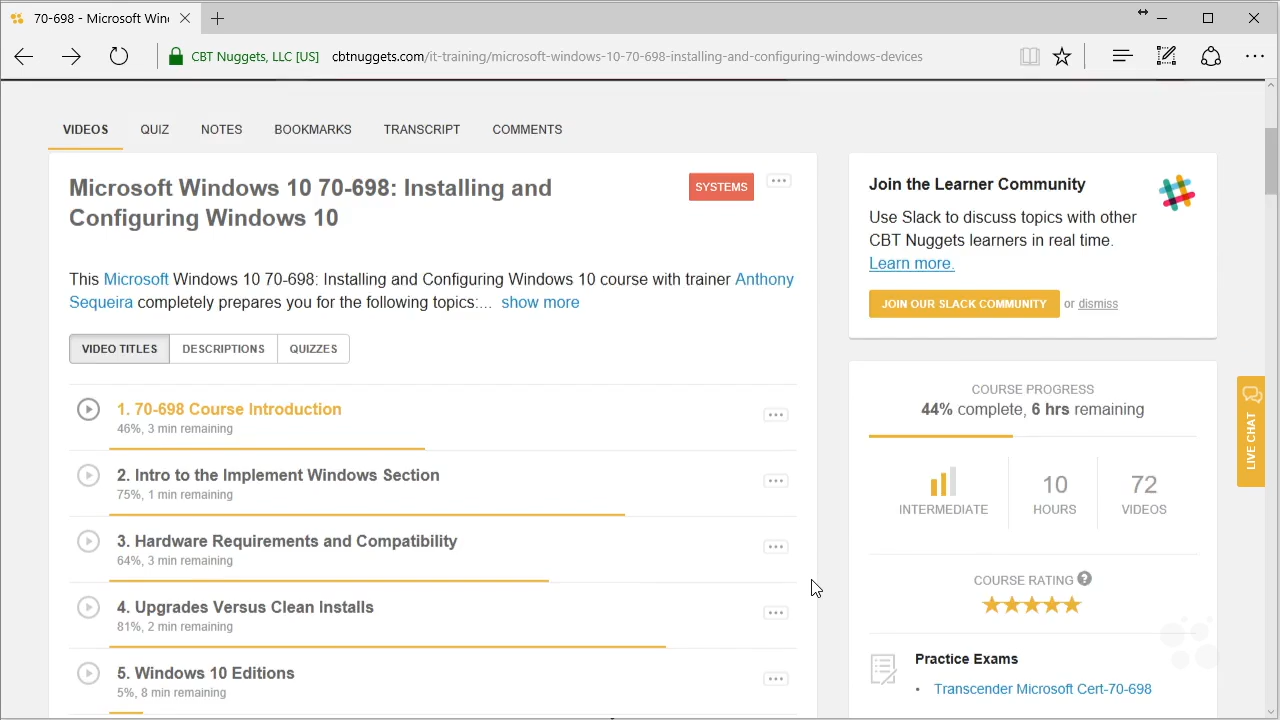 70-698 - Microsoft Win
CBT Nuggets, LLC [US] cbtnuggets.com/it-training/microsoft-windows-10-70-698-installing-and-configuring-windows-devices
VIDEOS QUIZ NOTES BOOKMARKS TRANSCRIPT COMMENTS
Microsoft Windows 10 70-698: Installing and
Configuring Windows 10
SYSTEMS
This Microsoft Windows 10 70-698: Installing and Configuring Windows 10 course with trainer Anthony
Sequeira completely prepares you for the following topics:... show more
VIDEO TITLES DESCRIPTIONS QUIZZES
1. 70-698 Course Introduction
46%, 3 min remaining
2. Intro to the Implement Windows Section
75%, 1 min remaining
3. Hardware Requirements and Compatibility
64%, 3 min remaining
4. Upgrades Versus Clean Installs
81%, 2 min remaining
5. Windows 10 Editions
5%, 8 min remaining
Join the Learner Community
Use Slack to discuss topics with other
CBT Nuggets learners in real time.
Learn more.
JOIN OUR SLACK COMMUNITY or dismiss
COURSE PROGRESS
44% complete, 6 hrs remaining
INTERMEDIATE
10
HOURS
72
VIDEOS
COURSE RATING ?
Practice Exams
• Transcender Microsoft Cert-70-698
LIVE CHAT